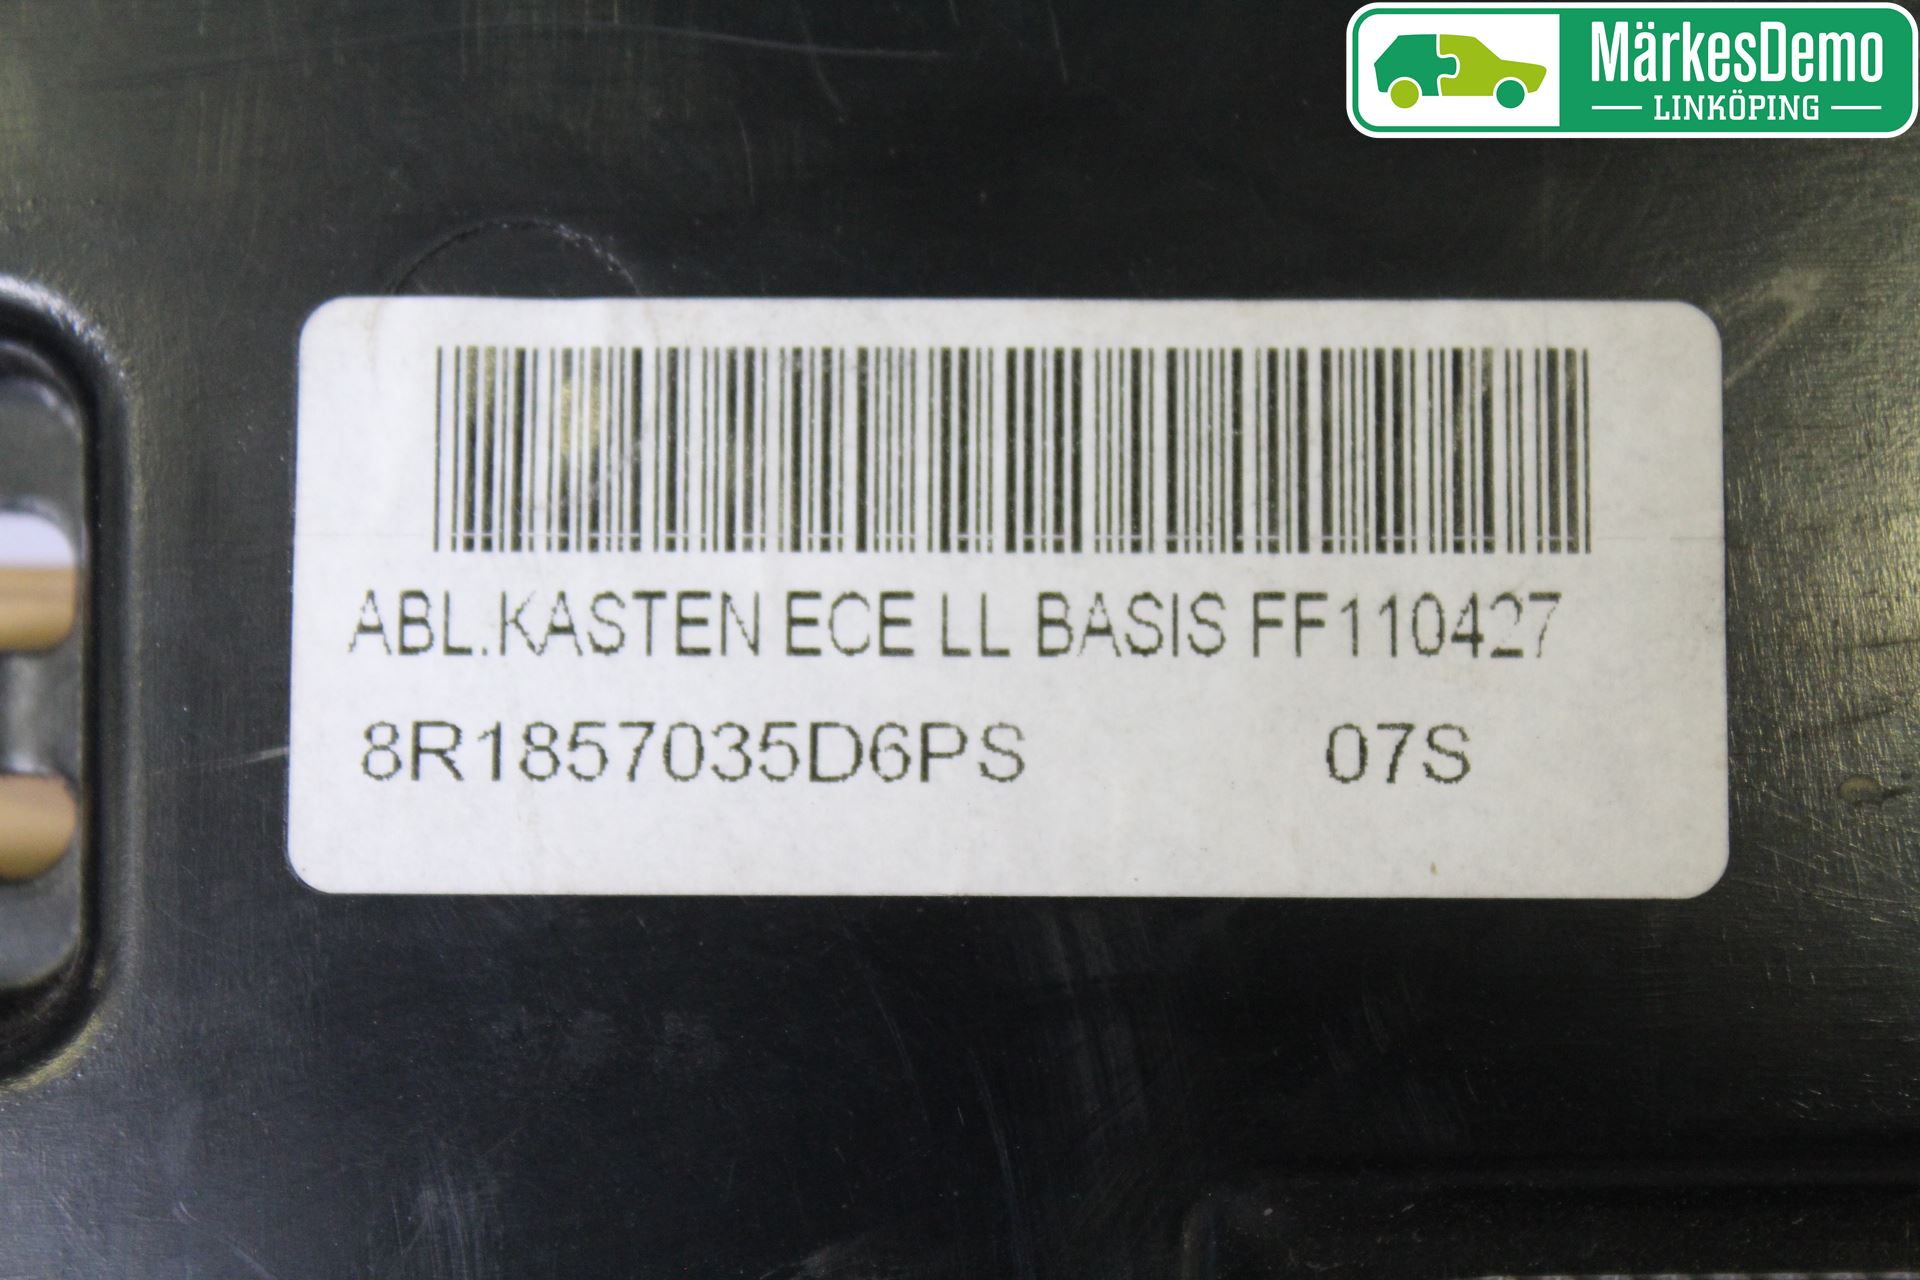 MärkesDemo
LINKÖPING
ABL.KASTEN ECE LL BASIS FF110427
8R1857035D6PS 07S